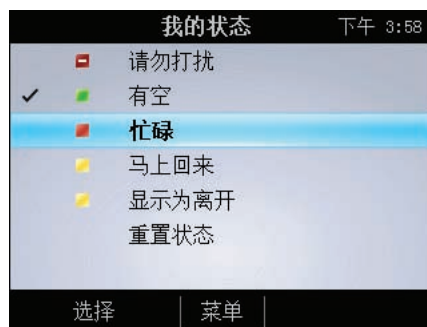 我的状态 下午 3:58
请勿打扰
有空
忙碌
马上回来
显示为离开
重置状态
选择 菜单